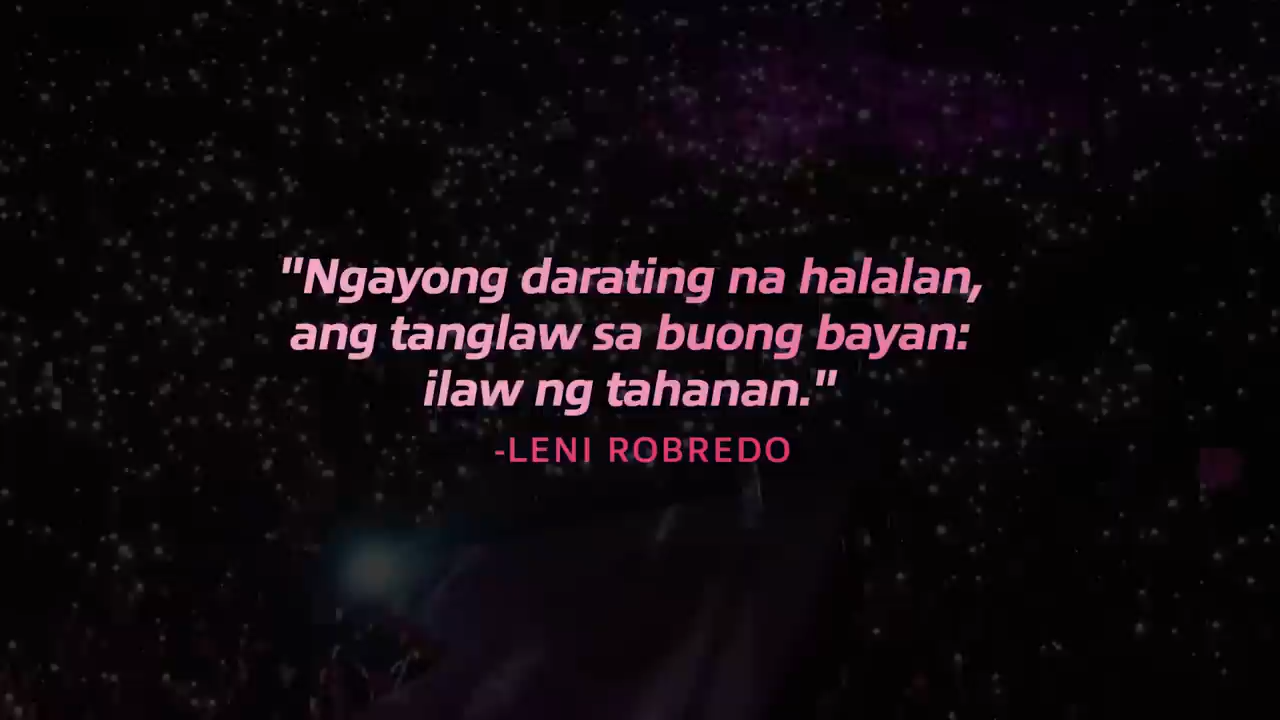 "Ngayong darating na halalan,
ang tanglaw sa buong bayan:
ilaw ng tahanan."
-LENI ROBREDO